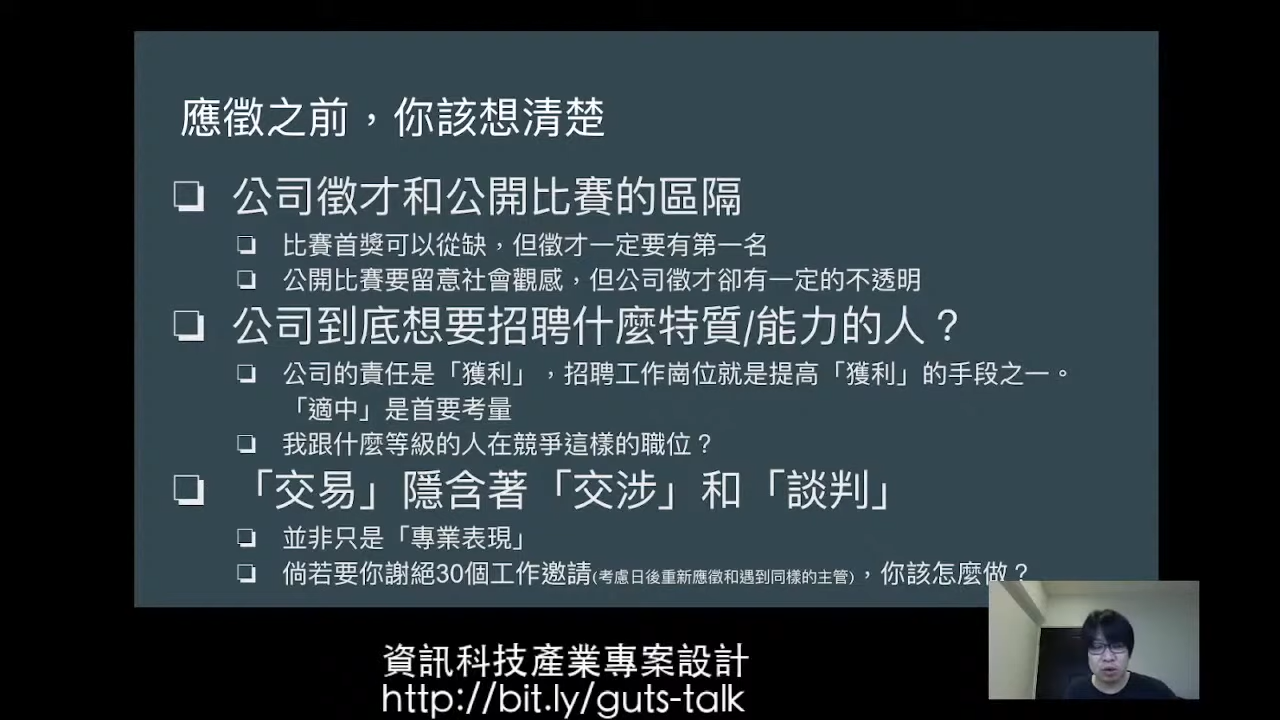 應徵之前，你該想清楚
❏ 公司徵才和公開比賽的區隔
❏ 比賽首獎可以從缺，但徵才一定要有第一名
❏ 公開比賽要留意社會觀感，但公司徵才卻有一定的不透明
❏ 公司到底想要招聘什麼特質/能力的人？
❏ 公司的責任是「獲利」，招聘工作崗位就是提高「獲利」的手段之一。
「適中」是首要考量
❏ 我跟什麼等級的人在競爭這樣的職位？
❏ 「交易」隱含著「交涉」和「談判」
❏ 並非只是「專業表現」
❏ 倘若要你謝絕30個工作邀請(考慮日後重新應徵和遇到同樣的主管)，你該怎麼做？
資訊科技產業專案設計
http://bit.ly/guts-talk